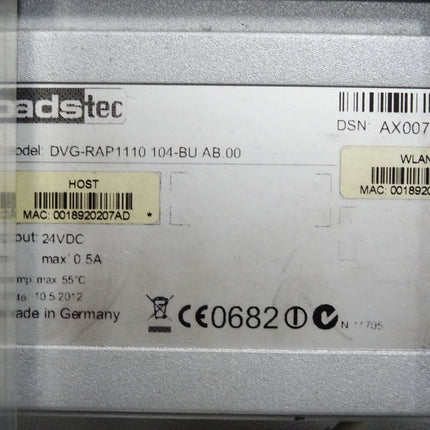 adstec
DSN: AX007
Model: DVG-RAP1110 104-BU AB.00
HOST
MAC: 0018920207AD *
WLAN
MAC: 0018920
put: 24VDC
max 0.5A
mp. max 55°C
te: 10.5.2012
ade in Germany
CE0682
N 11705